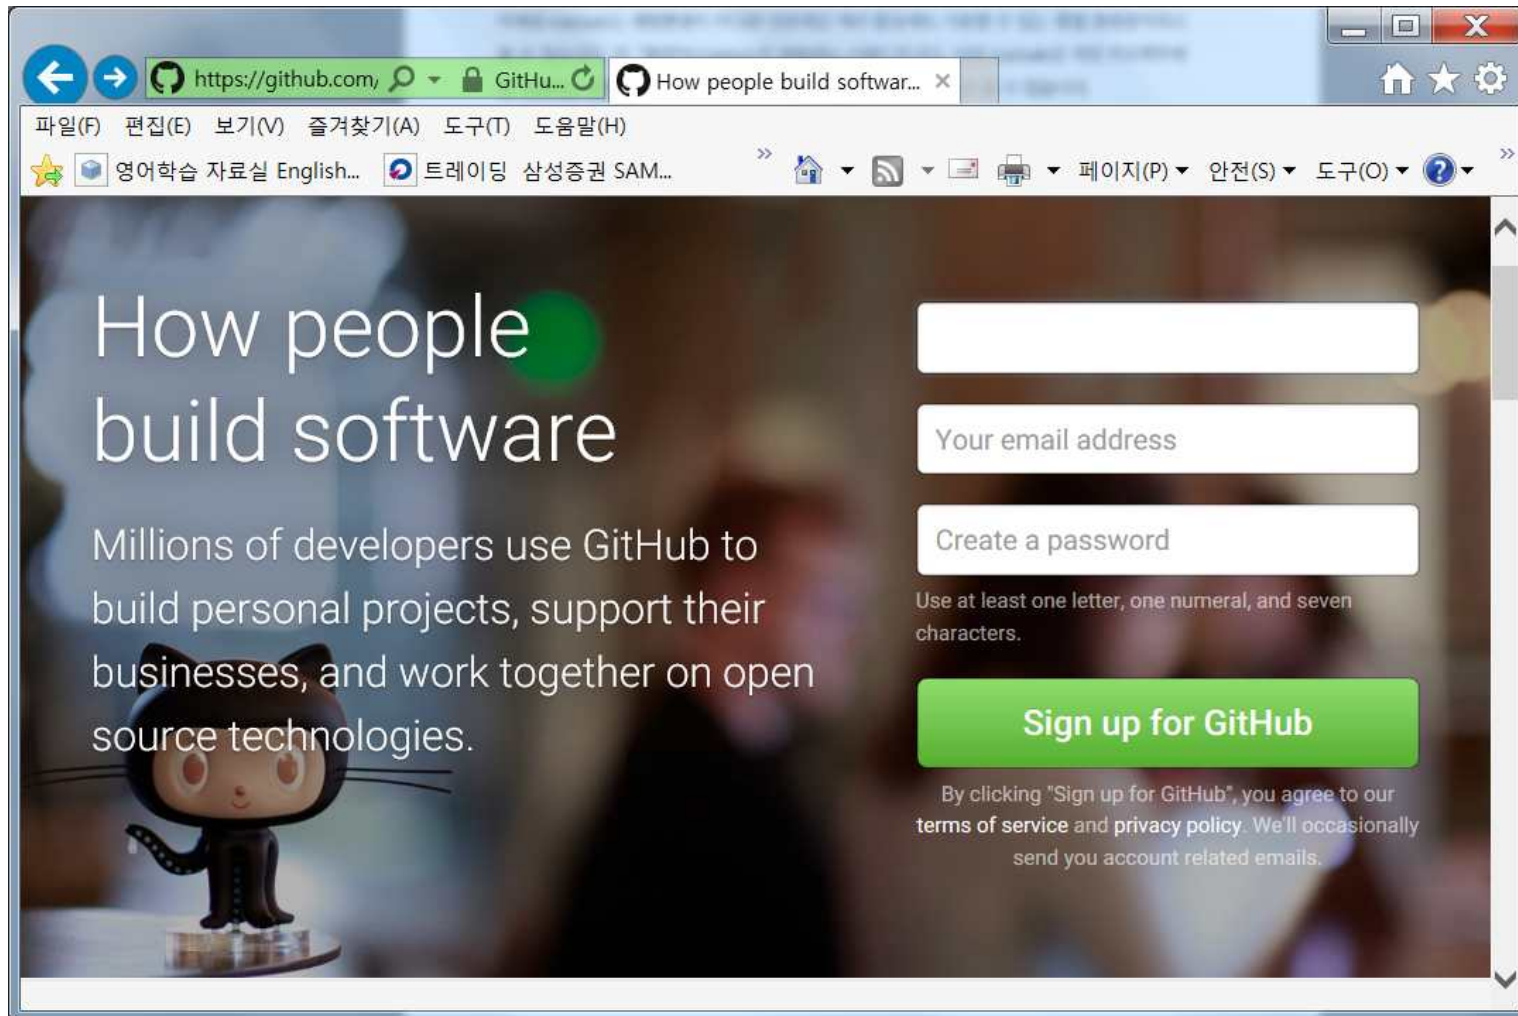 https://github.com/ GitHu... How people build softwar...
파일(F) 편집(E) 보기(V) 즐겨찾기(A) 도구(T) 도움말(H)
영어학습 자료실 English... 트레이딩 삼성증권 SAM... 페이지(P) 안전(S) 도구(O)
How people
build software
Millions of developers use GitHub to
build personal projects, support their
businesses, and work together on open
source technologies.
Your email address
Create a password
Use at least one letter, one numeral, and seven
characters.
Sign up for GitHub
By clicking "Sign up for GitHub", you agree to our
terms of service and privacy policy. We'll occasionally
send you account related emails.